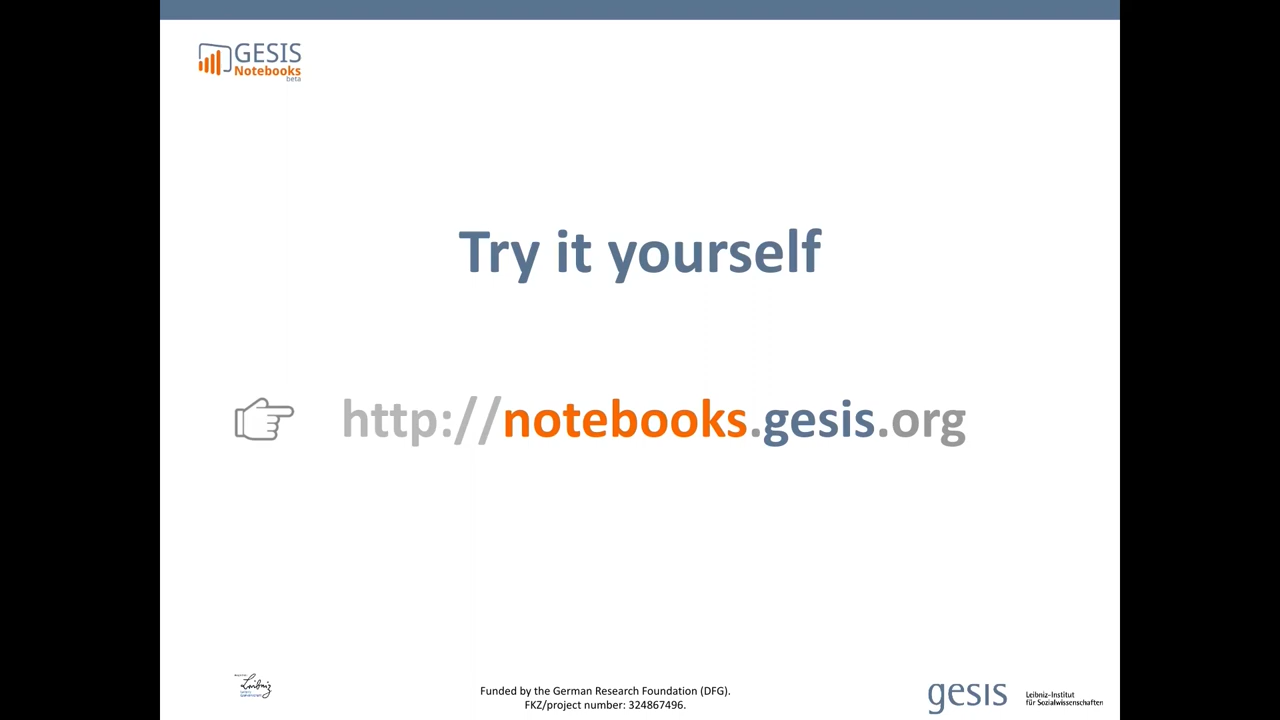 GESIS
Notebooks
beta
Try it yourself
http://notebooks.gesis.org
Leibniz
Funded by the German Research Foundation (DFG).
FKZ/project number: 324867496.
gesis
Leibniz-Institut
für Sozialwissenschaften